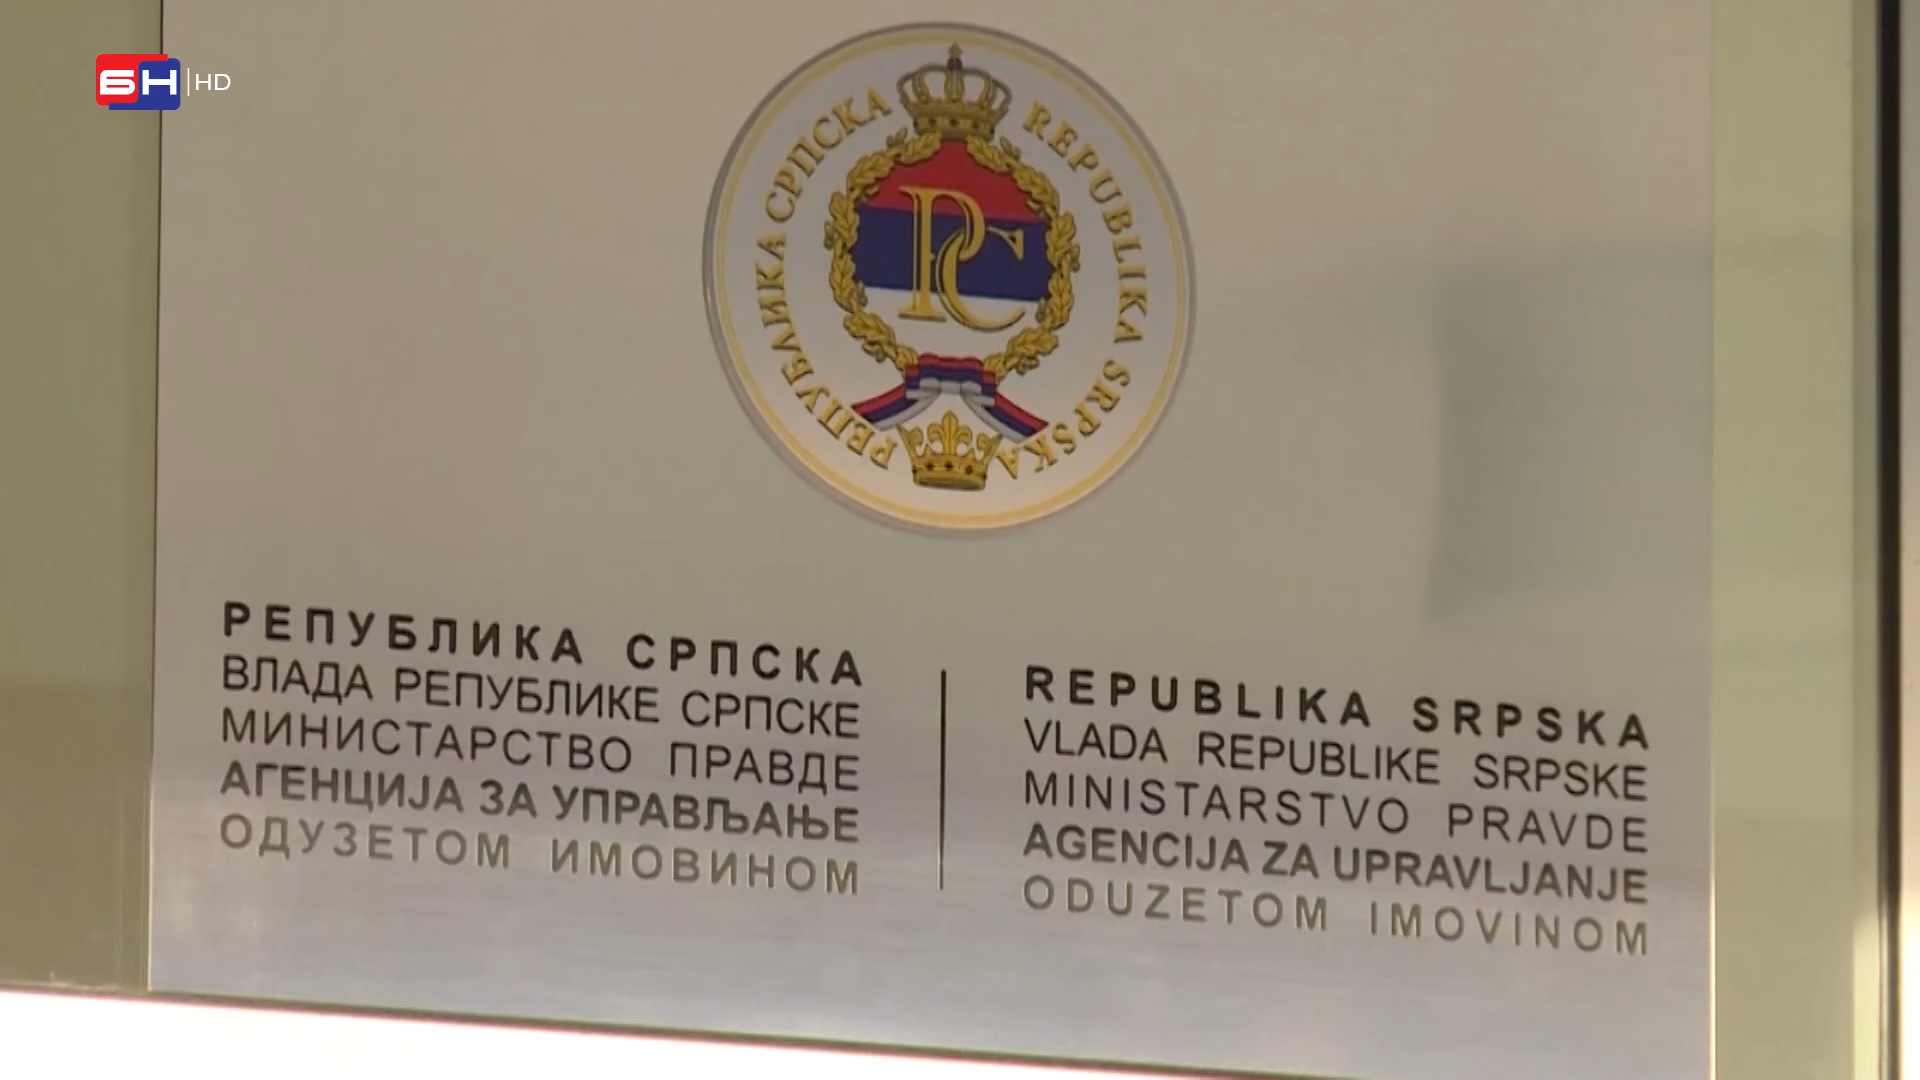 БН HD
РЕПУБЛИКА СРПСКА
REPUBLIKA SRPSKA
РС
РЕПУБЛИКА СРПСКА
ВЛАДА РЕПУБЛИКЕ СРПСКЕ
МИНИСТАРСТВО ПРАВДЕ
АГЕНЦИЈА ЗА УПРАВЉАЊЕ
ОДУЗЕТОМ ИМОВИНОМ
REPUBLIKA SRPSKA
VLADA REPUBLIKE SRPSKE
MINISTARSTVO PRAVDE
AGENCIJA ZA UPRAVLJANJE
ODUZETOM IMOVINOM